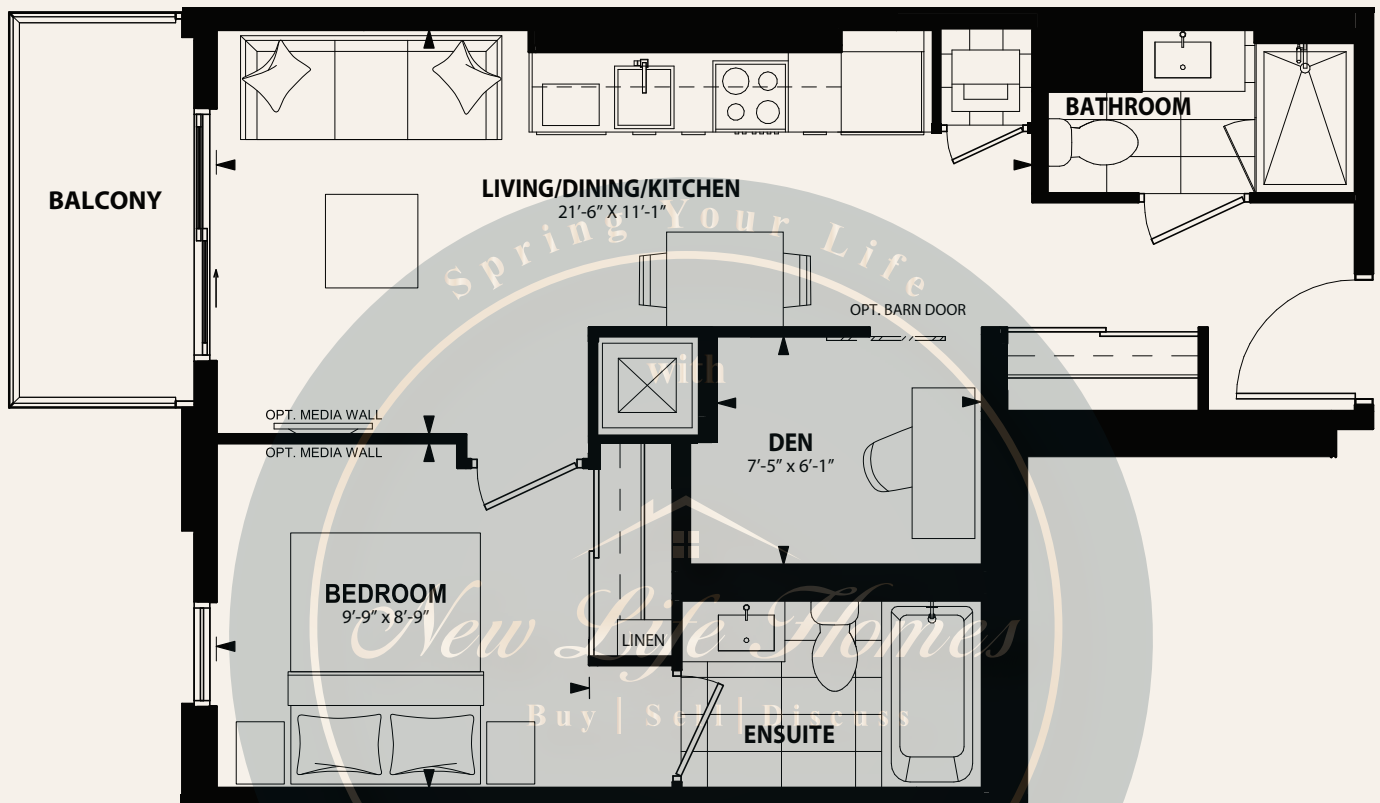 BATHROOM
BALCONY
LIVING/DINING/KITCHEN
21'-6" X 11'-1"
Spring Your Life
OPT. BARN DOOR
with
OPT. MEDIA WALL
OPT. MEDIA WALL
DEN
7'-5" x 6'-1"
BEDROOM
9'-9" x 8'-9"
New Life Homes
LINEN
Buy | Sell | Discuss
ENSUITE